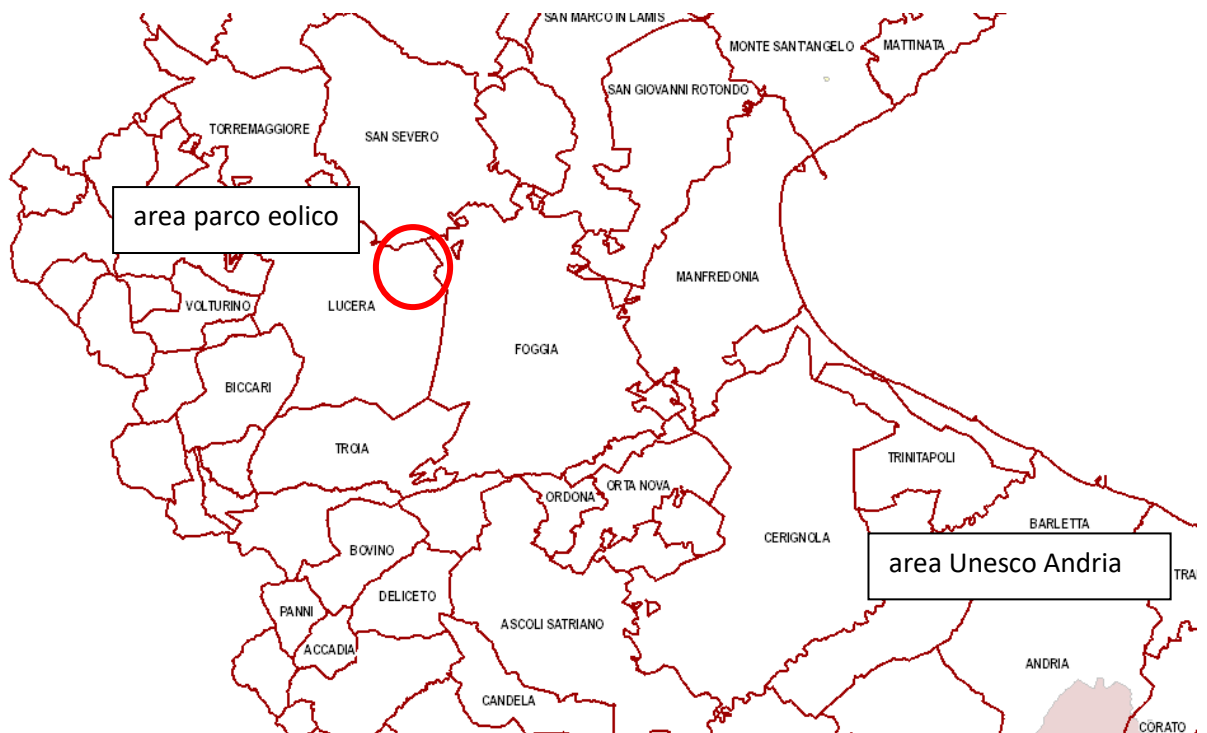 SAN MARCO IN LAMIS
MONTE SANT'ANGELO
MATTINATA
SAN GIOVANNI ROTONDO
TORREMAGGIORE
SAN SEVERO
area parco eolico
MANFREDONIA
VOLTURINO
LUCERA
FOGGIA
BICCARI
TROIA
TRINITAPOLI
ORDONA
ORTA NOVA
BARLETTA
CERIGNOLA
BOVINO
area Unesco Andria
TRA
DELICETO
PANNI
ASCOLI SATRIANO
ACCADIA
ANDRIA
CANDELA
CORATO